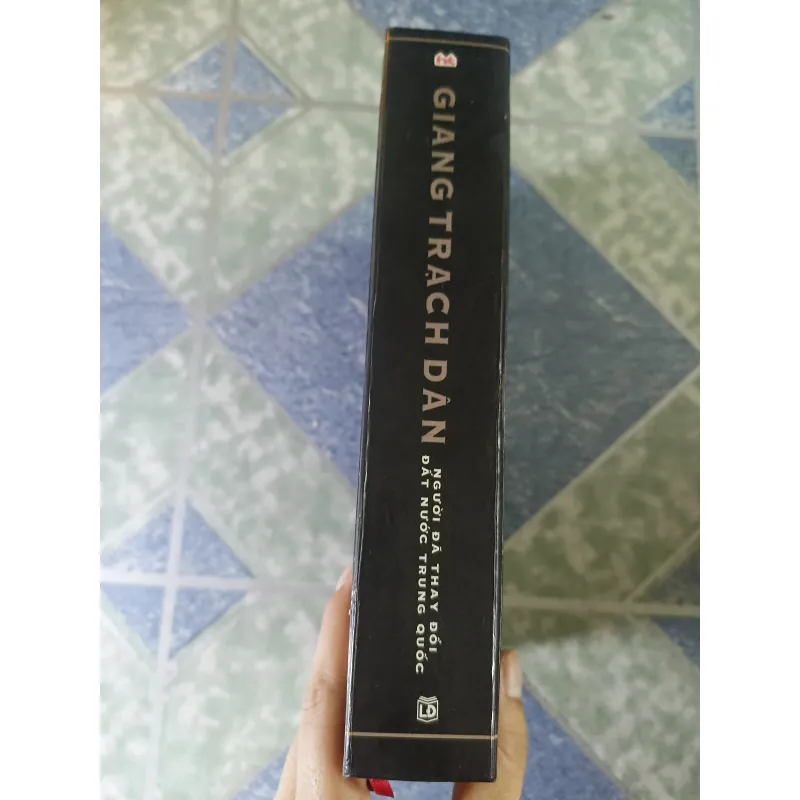 GIANG TRẠCH DÂN
NGƯỜI ĐÃ THAY ĐỔI
ĐẤT NƯỚC TRUNG QUỐC